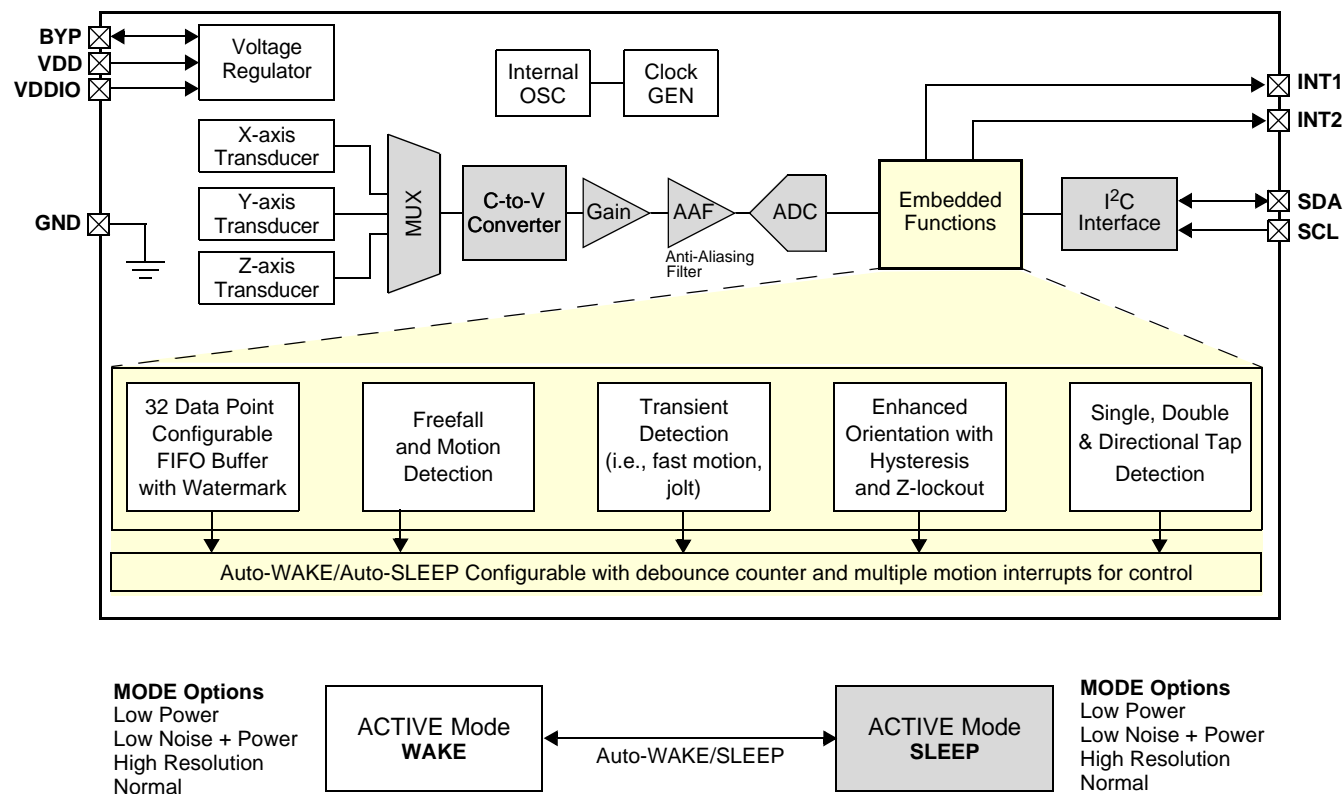 BYP
VDD
VDDIO
Voltage
Regulator
Internal
OSC
Clock
GEN
INT1
INT2
X-axis
Transducer
Y-axis
Transducer
Z-axis
Transducer
GND
MUX
C-to-V
Converter
Gain
AAF
Anti-Aliasing
Filter
ADC
Embedded
Functions
I²C
Interface
SDA
SCL
32 Data Point
Configurable
FIFO Buffer
with Watermark
Freefall
and Motion
Detection
Transient
Detection
(i.e., fast motion,
jolt)
Enhanced
Orientation with
Hysteresis
and Z-lockout
Single, Double
& Directional Tap
Detection
Auto-WAKE/Auto-SLEEP Configurable with debounce counter and multiple motion interrupts for control
MODE Options
Low Power
Low Noise + Power
High Resolution
Normal
ACTIVE Mode
WAKE
Auto-WAKE/SLEEP
ACTIVE Mode
SLEEP
MODE Options
Low Power
Low Noise + Power
High Resolution
Normal